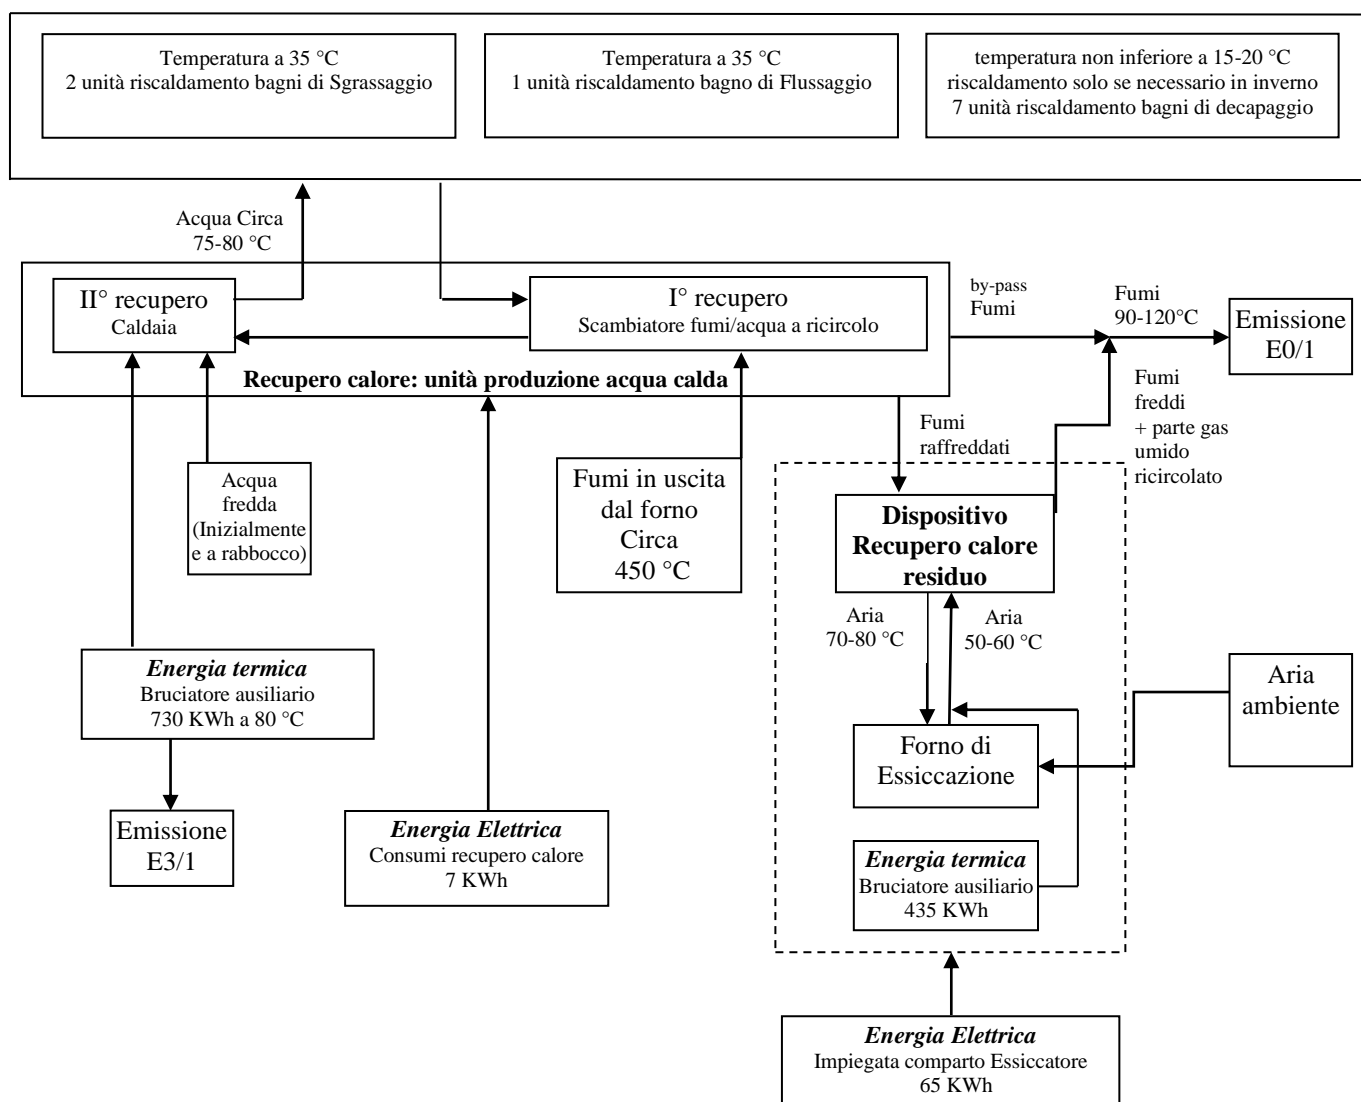 Temperatura a 35 °C
2 unità riscaldamento bagni di Sgrassaggio
Temperatura a 35 °C
1 unità riscaldamento bagno di Flussaggio
temperatura non inferiore a 15-20 °C
riscaldamento solo se necessario in inverno
7 unità riscaldamento bagni di decapaggio
Acqua Circa
75-80 °C
II° recupero
Caldaia
I° recupero
Scambiatore fumi/acqua a ricircolo
Recupero calore: unità produzione acqua calda
by-pass
Fumi
Fumi
90-120°C
Emissione
E0/1
Fumi
freddi
+ parte gas
umido
ricircolato
Fumi
raffreddati
Acqua
fredda
(Inizialmente
e a rabbocco)
Fumi in uscita
dal forno
Circa
450 °C
Dispositivo
Recupero calore
residuo
Aria
70-80 °C
Aria
50-60 °C
Energia termica
Bruciatore ausiliario
730 KWh a 80 °C
Aria
ambiente
Forno di
Essiccazione
Emissione
E3/1
Energia Elettrica
Consumi recupero calore
7 KWh
Energia termica
Bruciatore ausiliario
435 KWh
Energia Elettrica
Impiegata comparto Essiccatore
65 KWh